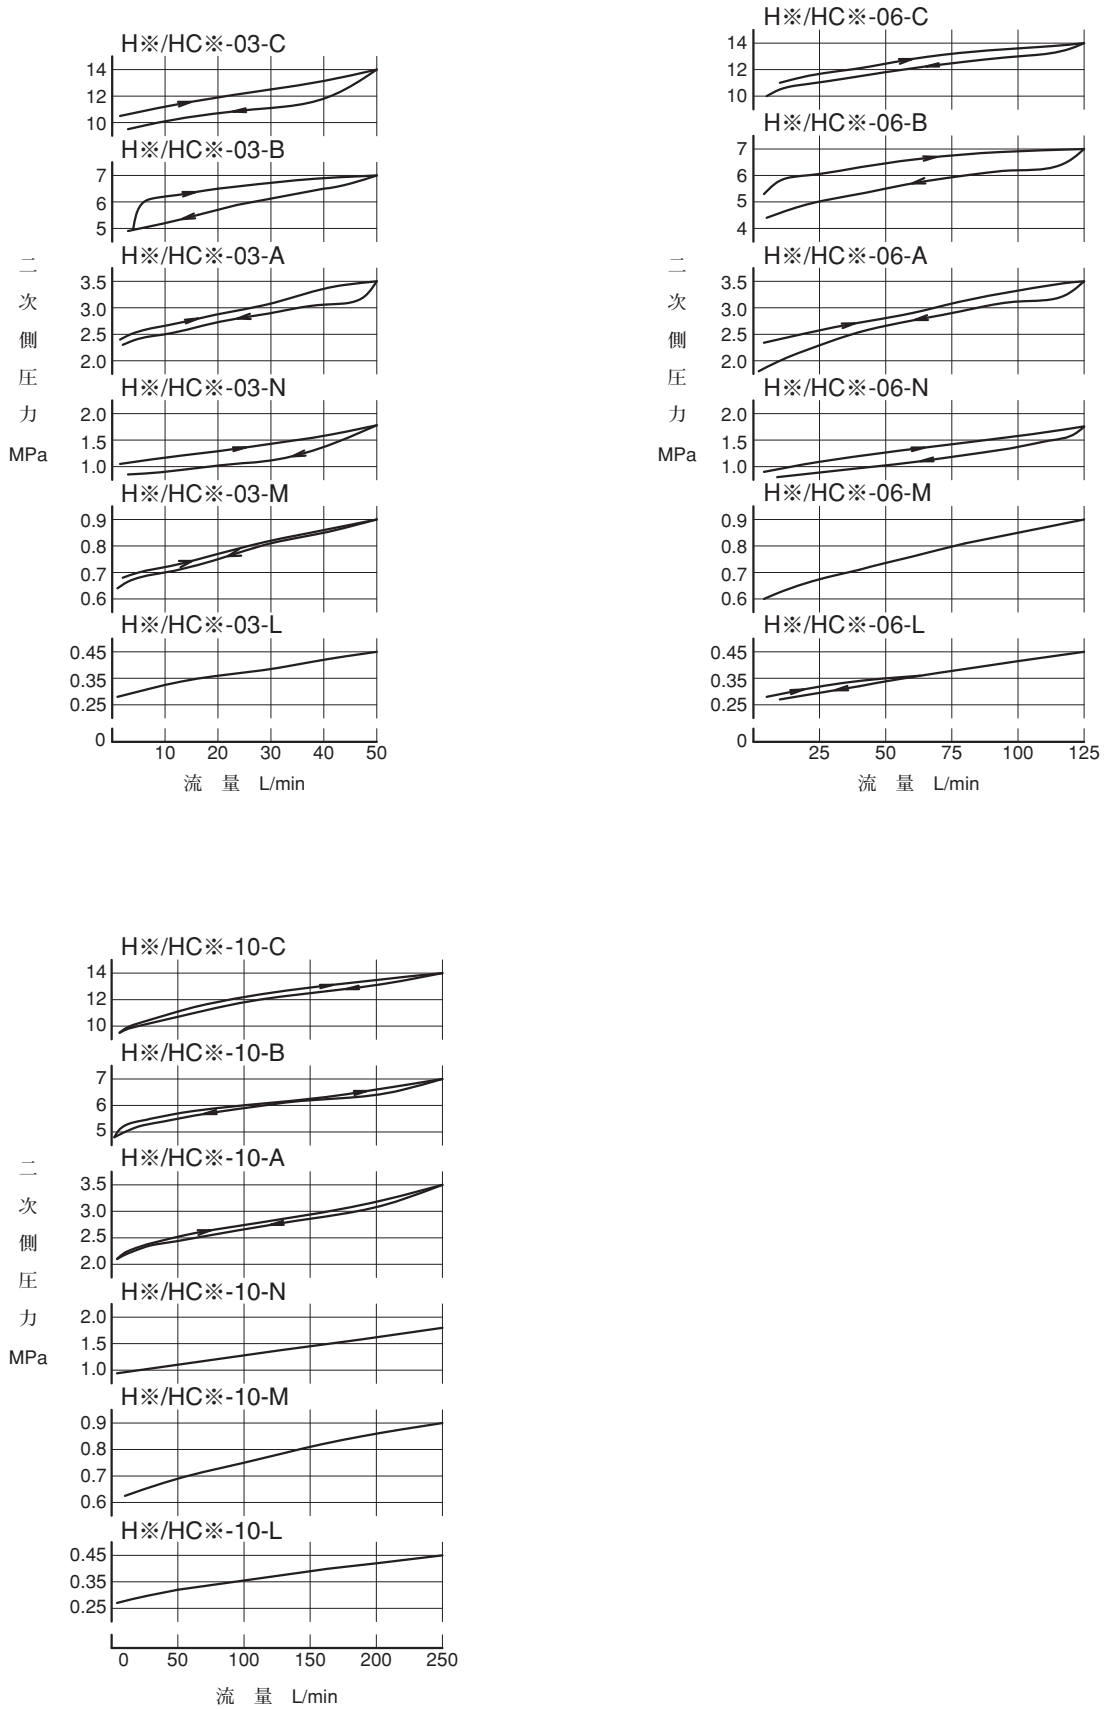 H※/HC※-03-C
14
12
10
H※/HC※-03-B
7
6
5
H※/HC※-03-A
3.5
3.0
2.5
2.0
H※/HC※-03-N
2.0
1.5
1.0
H※/HC※-03-M
0.9
0.8
0.7
0.6
H※/HC※-03-L
0.45
0.35
0.25
0
10 20 30 40 50
流 量 L/min
二次側圧力
MPa
H※/HC※-06-C
14
12
10
H※/HC※-06-B
7
6
5
4
H※/HC※-06-A
3.5
3.0
2.5
2.0
H※/HC※-06-N
2.0
1.5
1.0
H※/HC※-06-M
0.9
0.8
0.7
0.6
H※/HC※-06-L
0.45
0.35
0.25
0
25 50 75 100 125
流 量 L/min
二次側圧力
MPa
H※/HC※-10-C
14
12
10
H※/HC※-10-B
7
6
5
H※/HC※-10-A
3.5
3.0
2.5
2.0
H※/HC※-10-N
2.0
1.5
1.0
H※/HC※-10-M
0.9
0.8
0.7
0.6
H※/HC※-10-L
0.45
0.35
0.25
0 50 100 150 200 250
流 量 L/min
二次側圧力
MPa